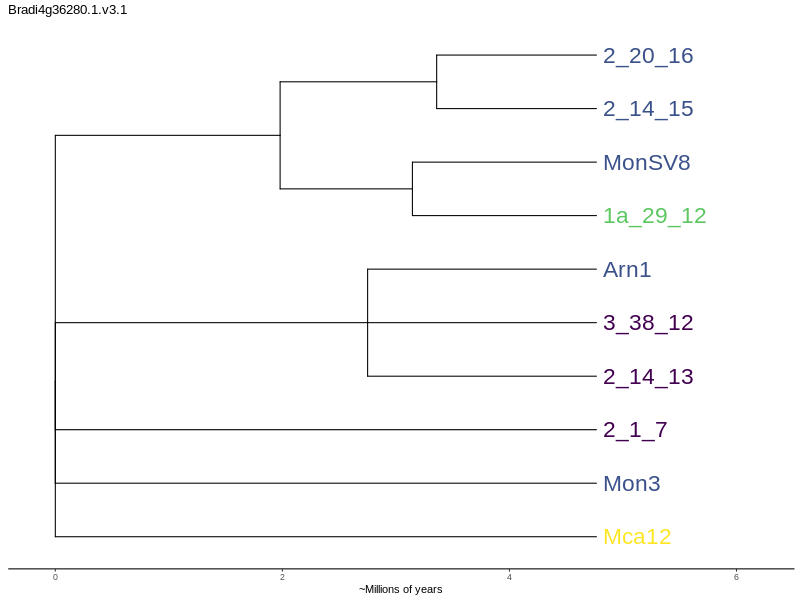 Bradi4g36280.1.v3.1
2_20_16
2_14_15
MonSV8
1a_29_12
Arn1
3_38_12
2_14_13
2_1_7
Mon3
Mca12
0 2 4 6
~Millions of years